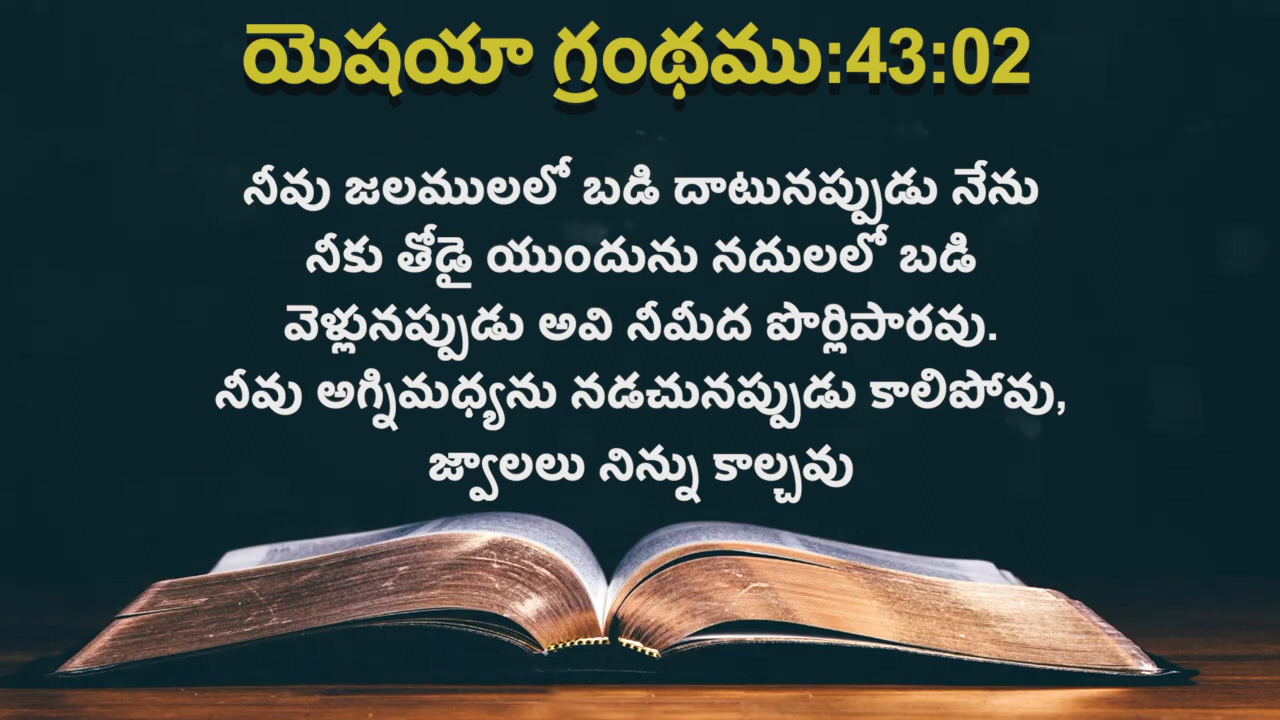 యెషయా గ్రంథము:43:02
నీవు జలములలో బడి దాటునప్పుడు నేను
నీకు తోడై యుందును నదులలో బడి
వెళ్లునప్పుడు అవి నీమీద పొర్లిపారవు.
నీవు అగ్నిమధ్యను నడచునప్పుడు కాలిపోవు,
జ్వాలలు నిన్ను కాల్చవు